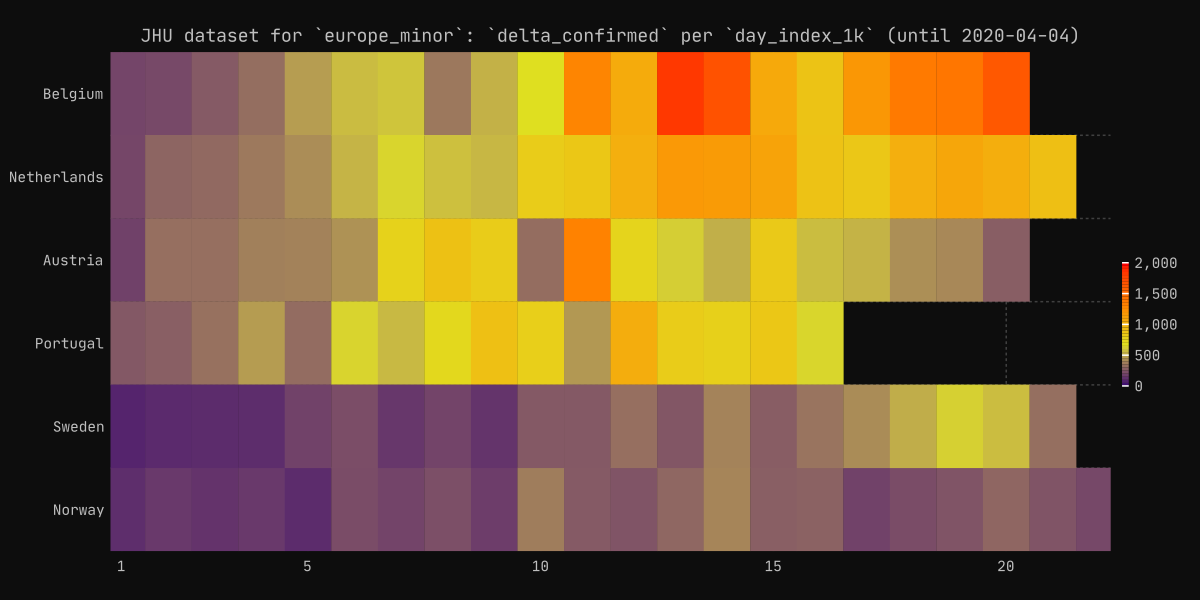 JHU dataset for `europe_minor`: `delta_confirmed` per `day_index_1k` (until 2020-04-04)
Belgium
Netherlands
Austria
Portugal
Sweden
Norway
2,000
1,500
1,000
500
0
1 5 10 15 20